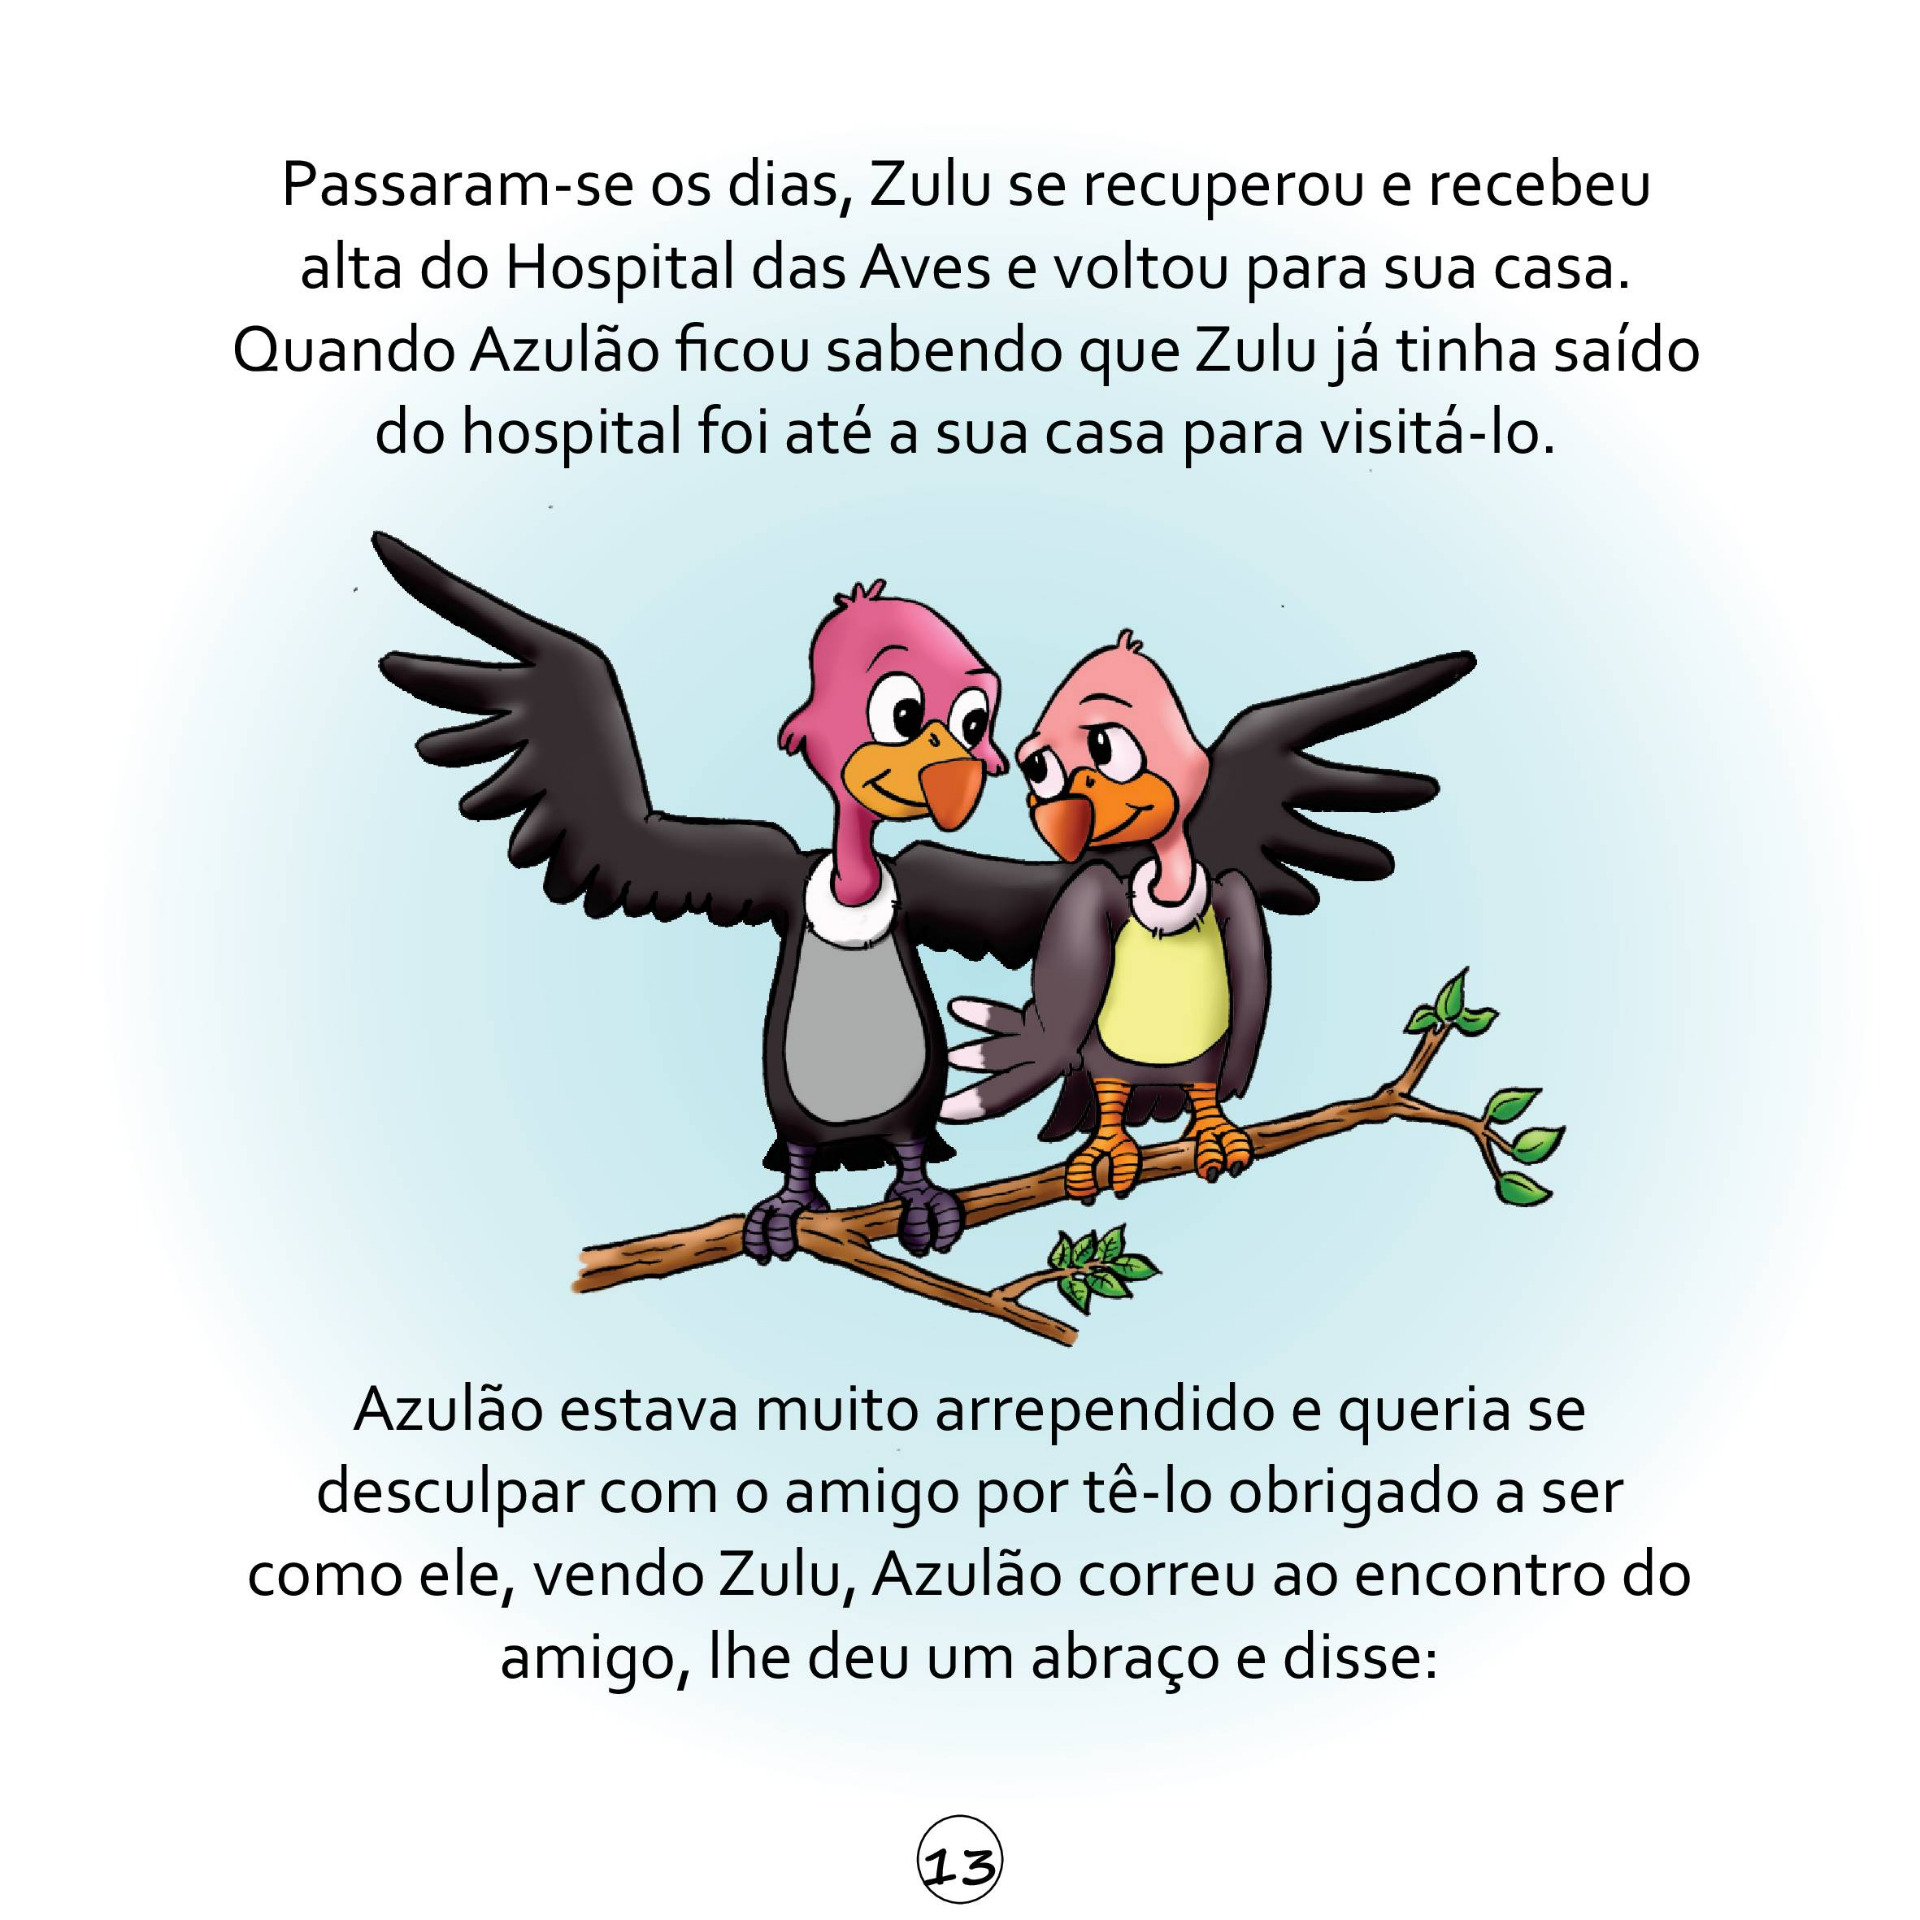 Passaram-se os dias, Zulu se recuperou e recebeu
alta do Hospital das Aves e voltou para sua casa.
Quando Azulão ficou sabendo que Zulu já tinha saído
do hospital foi até a sua casa para visitá-lo.
Azulão estava muito arrependido e queria se
desculpar com o amigo por tê-lo obrigado a ser
como ele, vendo Zulu, Azulão correu ao encontro do
amigo, lhe deu um abraço e disse:
13